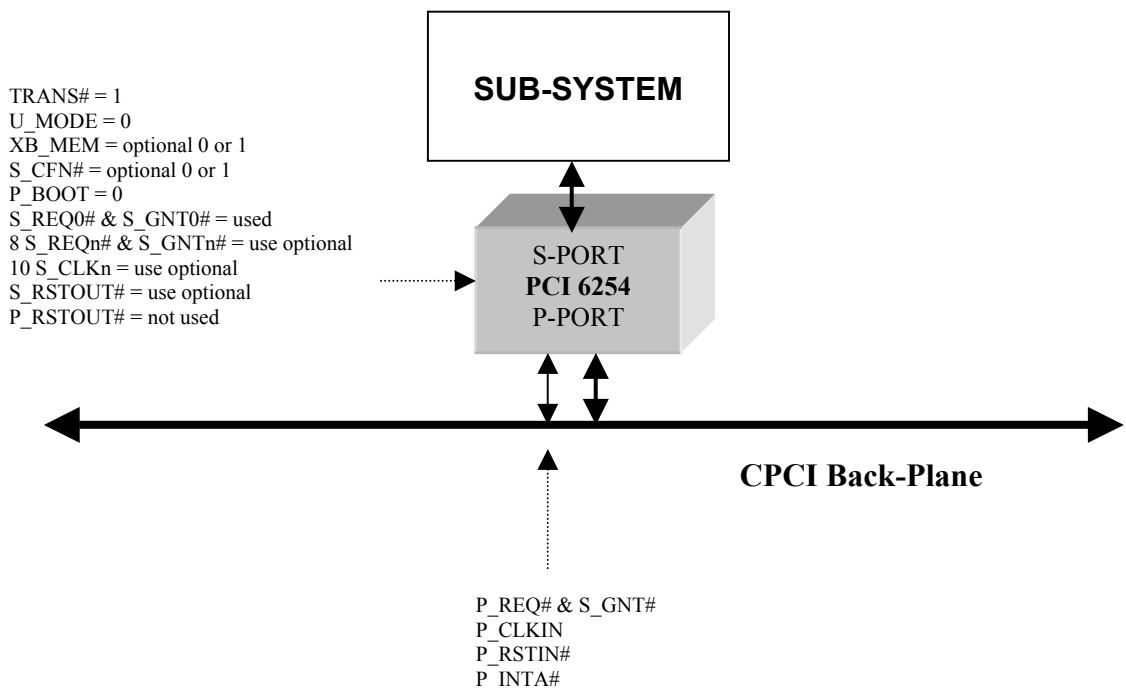 SUB-SYSTEM
TRANS# = 1
U_MODE = 0
XB_MEM = optional 0 or 1
S_CFN# = optional 0 or 1
P_BOOT = 0
S_REQ0# & S_GNT0# = used
8 S_REQn# & S_GNTn# = use optional
10 S_CLKn = use optional
S_RSTOUT# = use optional
P_RSTOUT# = not used
S-PORT
PCI 6254
P-PORT
CPCI Back-Plane
P_REQ# & S_GNT#
P_CLKIN
P_RSTIN#
P_INTA#